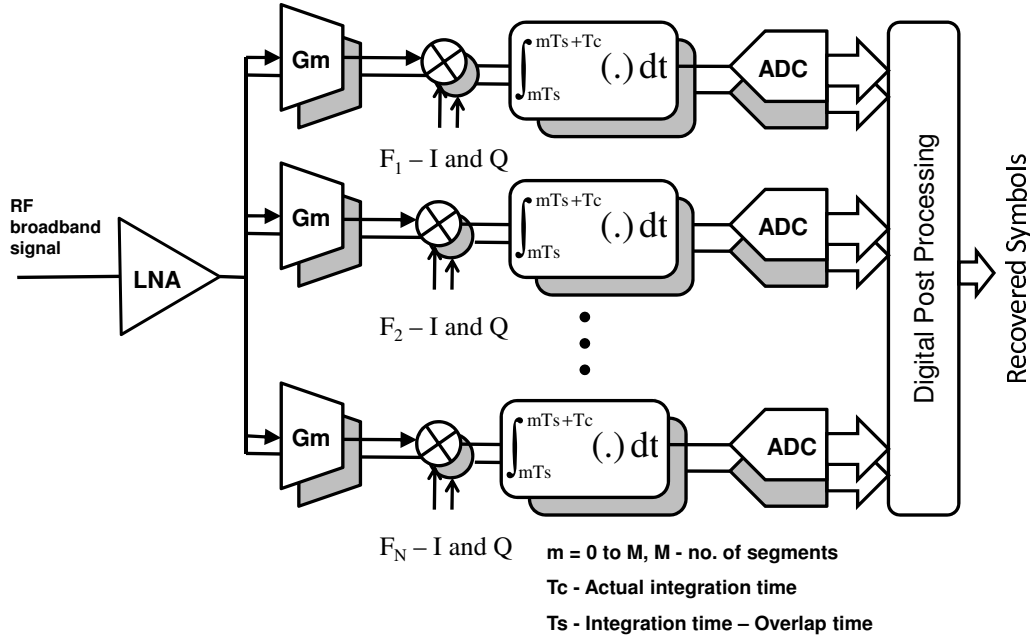 RF
broadband
signal
LNA
Gm
∫ mTs mTs+Tc (.) dt
ADC
F1 – I and Q
Gm
∫ mTs mTs+Tc (.) dt
ADC
F2 – I and Q
Gm
∫ mTs mTs+Tc (.) dt
ADC
FN – I and Q
Digital Post Processing
Recovered Symbols
m = 0 to M, M - no. of segments
Tc - Actual integration time
Ts - Integration time – Overlap time